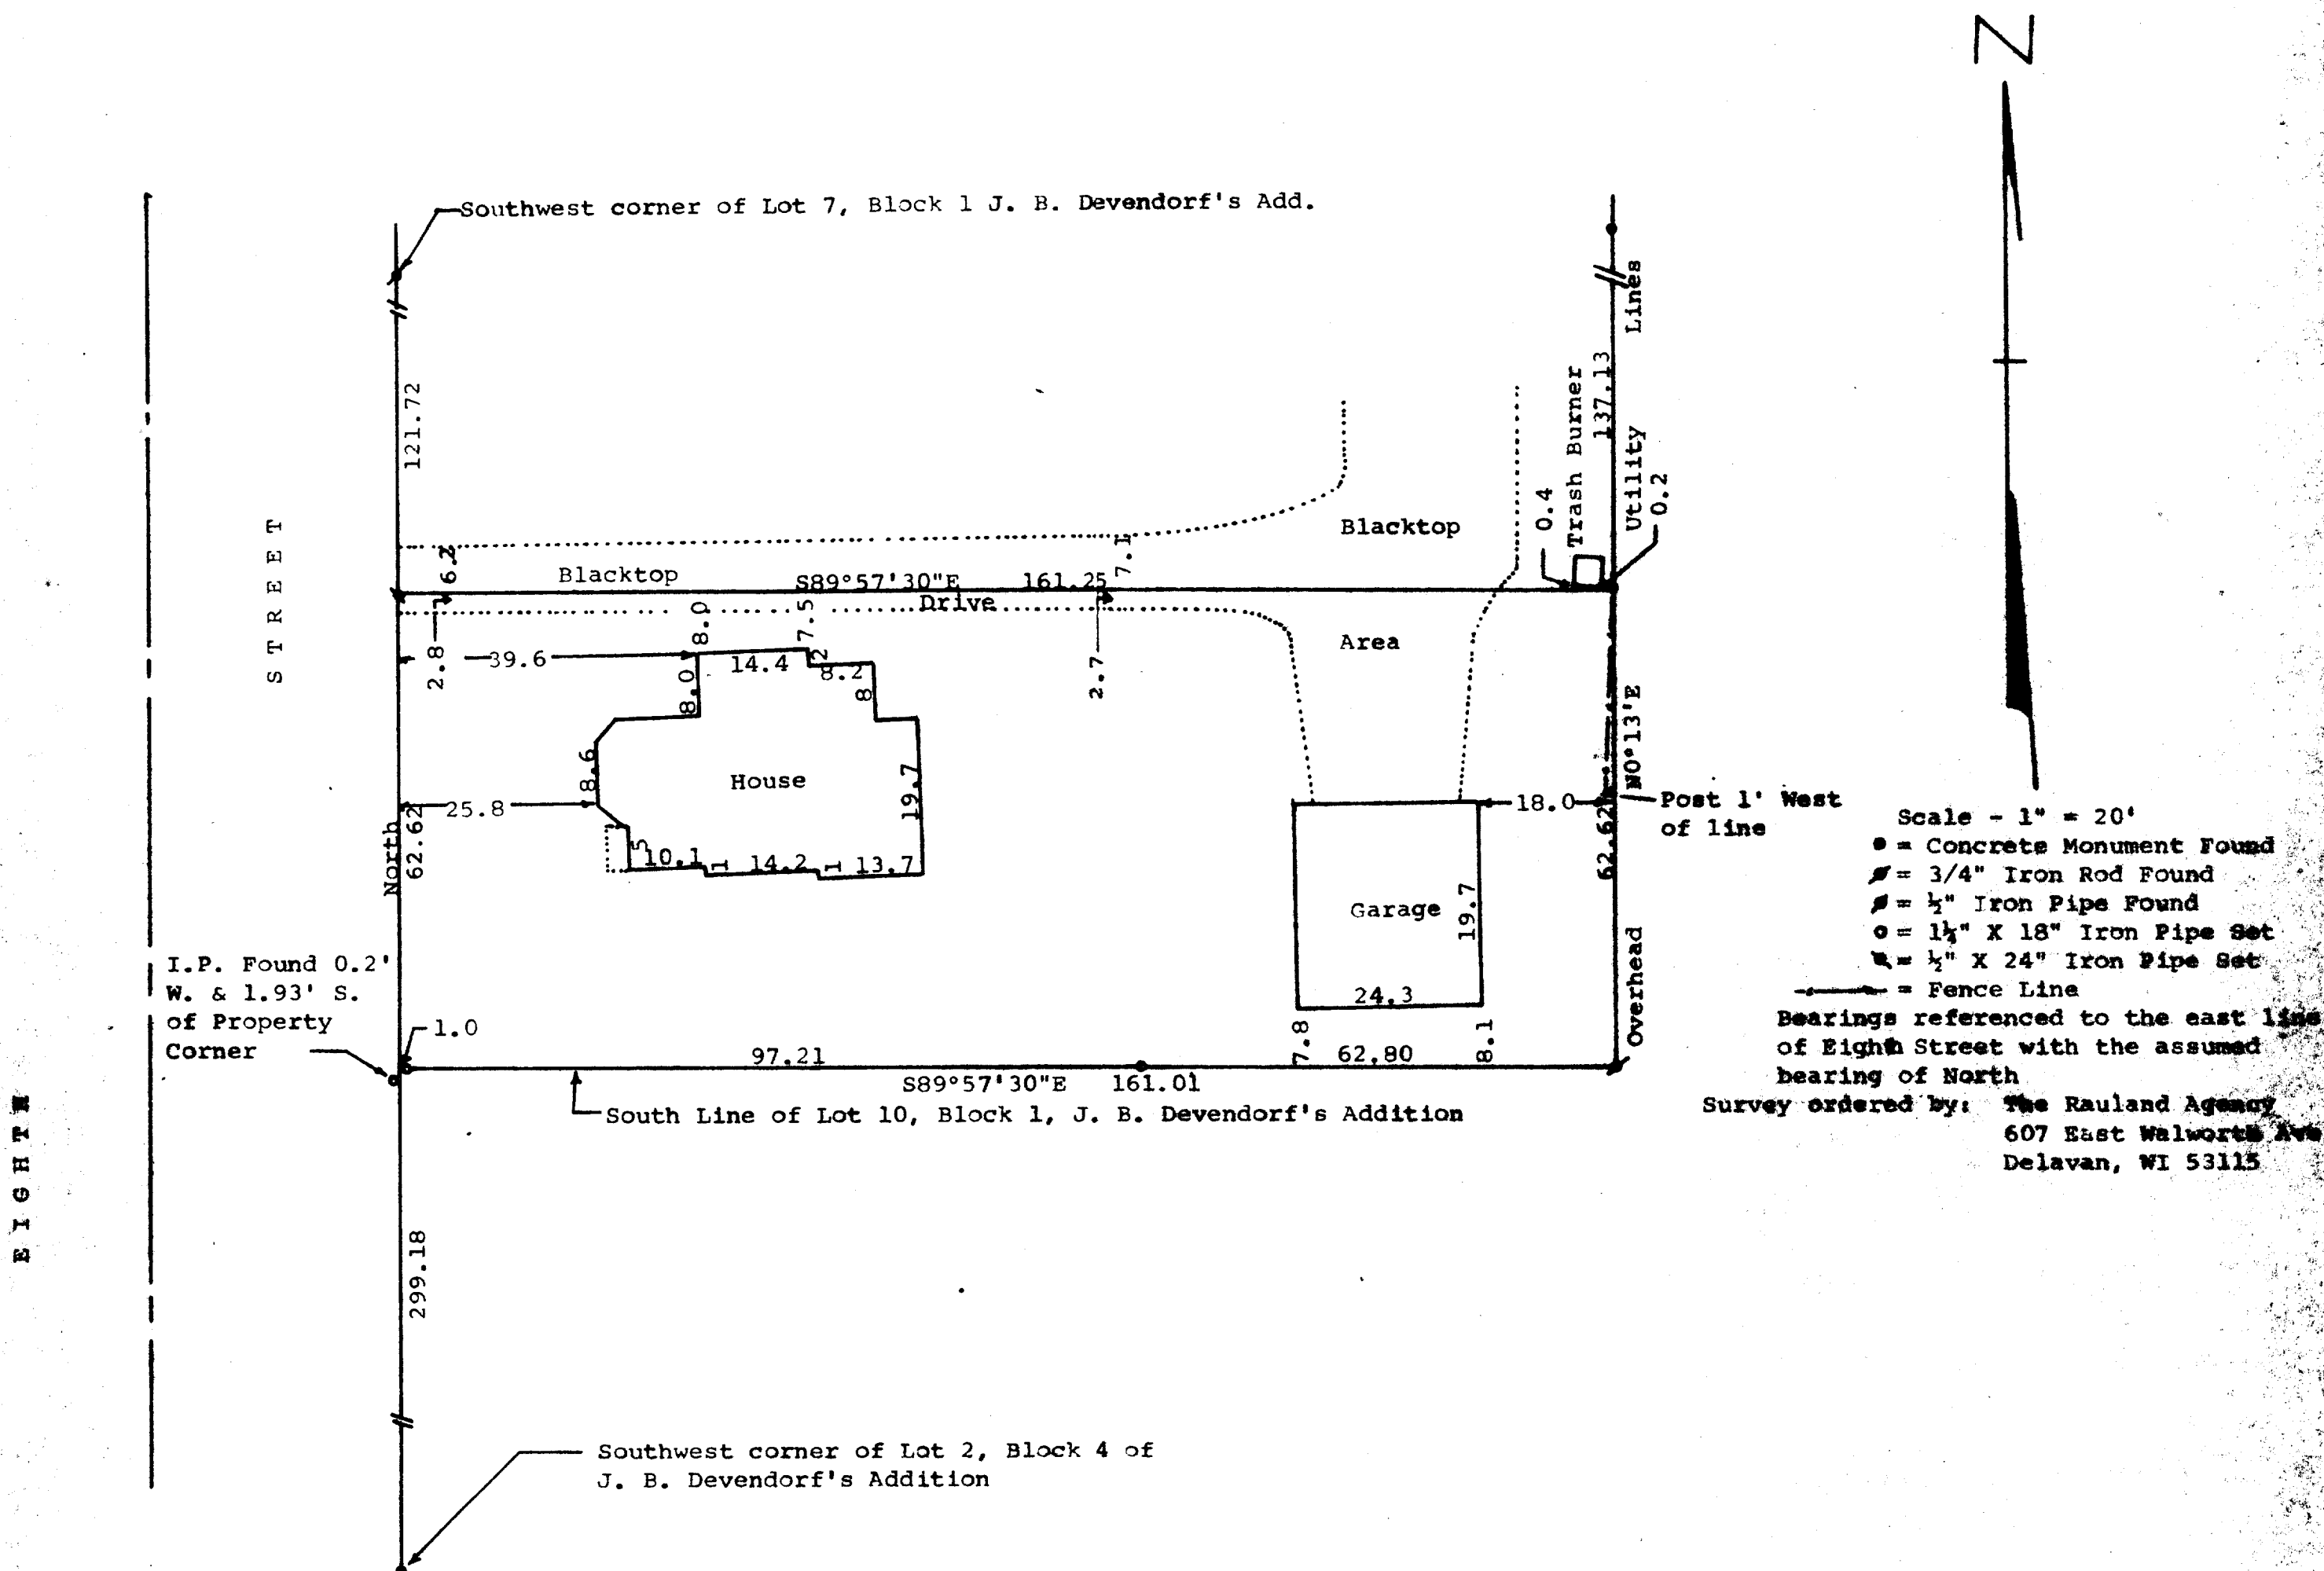 N
Southwest corner of Lot 7, Block 1 J. B. Devendorf's Add.
Lines
121.72
137.13
Trash Burner
Utility
0.4
0.2
STREET
6.2
Blacktop
S89°57'30"E 161.25
7.1
Blacktop
Drive
Area
2.8
39.6
8.0
7.5
14.4
2
8.2
8
8.0
2.7
N0°13'E
8.6
House
19.7
25.8
North
62.62
5
10.1
1
14.2
1
13.7
18.0
62.62
Post 1' West
of line
Garage
19.7
24.3
7.8
8.1
Overhead
Scale - 1" = 20'
= Concrete Monument Found
= 3/4" Iron Rod Found
= ½" Iron Pipe Found
= 1¼" X 18" Iron Pipe Set
= ½" X 24" Iron Pipe Set
= Fence Line
Bearings referenced to the east line
of Eighth Street with the assumed
bearing of North
Survey ordered by: The Rauland Agency
607 East Walworth Ave
Delavan, WI 53115
I.P. Found 0.2'
W. & 1.93' S.
of Property
Corner
1.0
97.21
62.80
S89°57'30"E 161.01
South Line of Lot 10, Block 1, J. B. Devendorf's Addition
EIGHTH
299.18
Southwest corner of Lot 2, Block 4 of
J. B. Devendorf's Addition